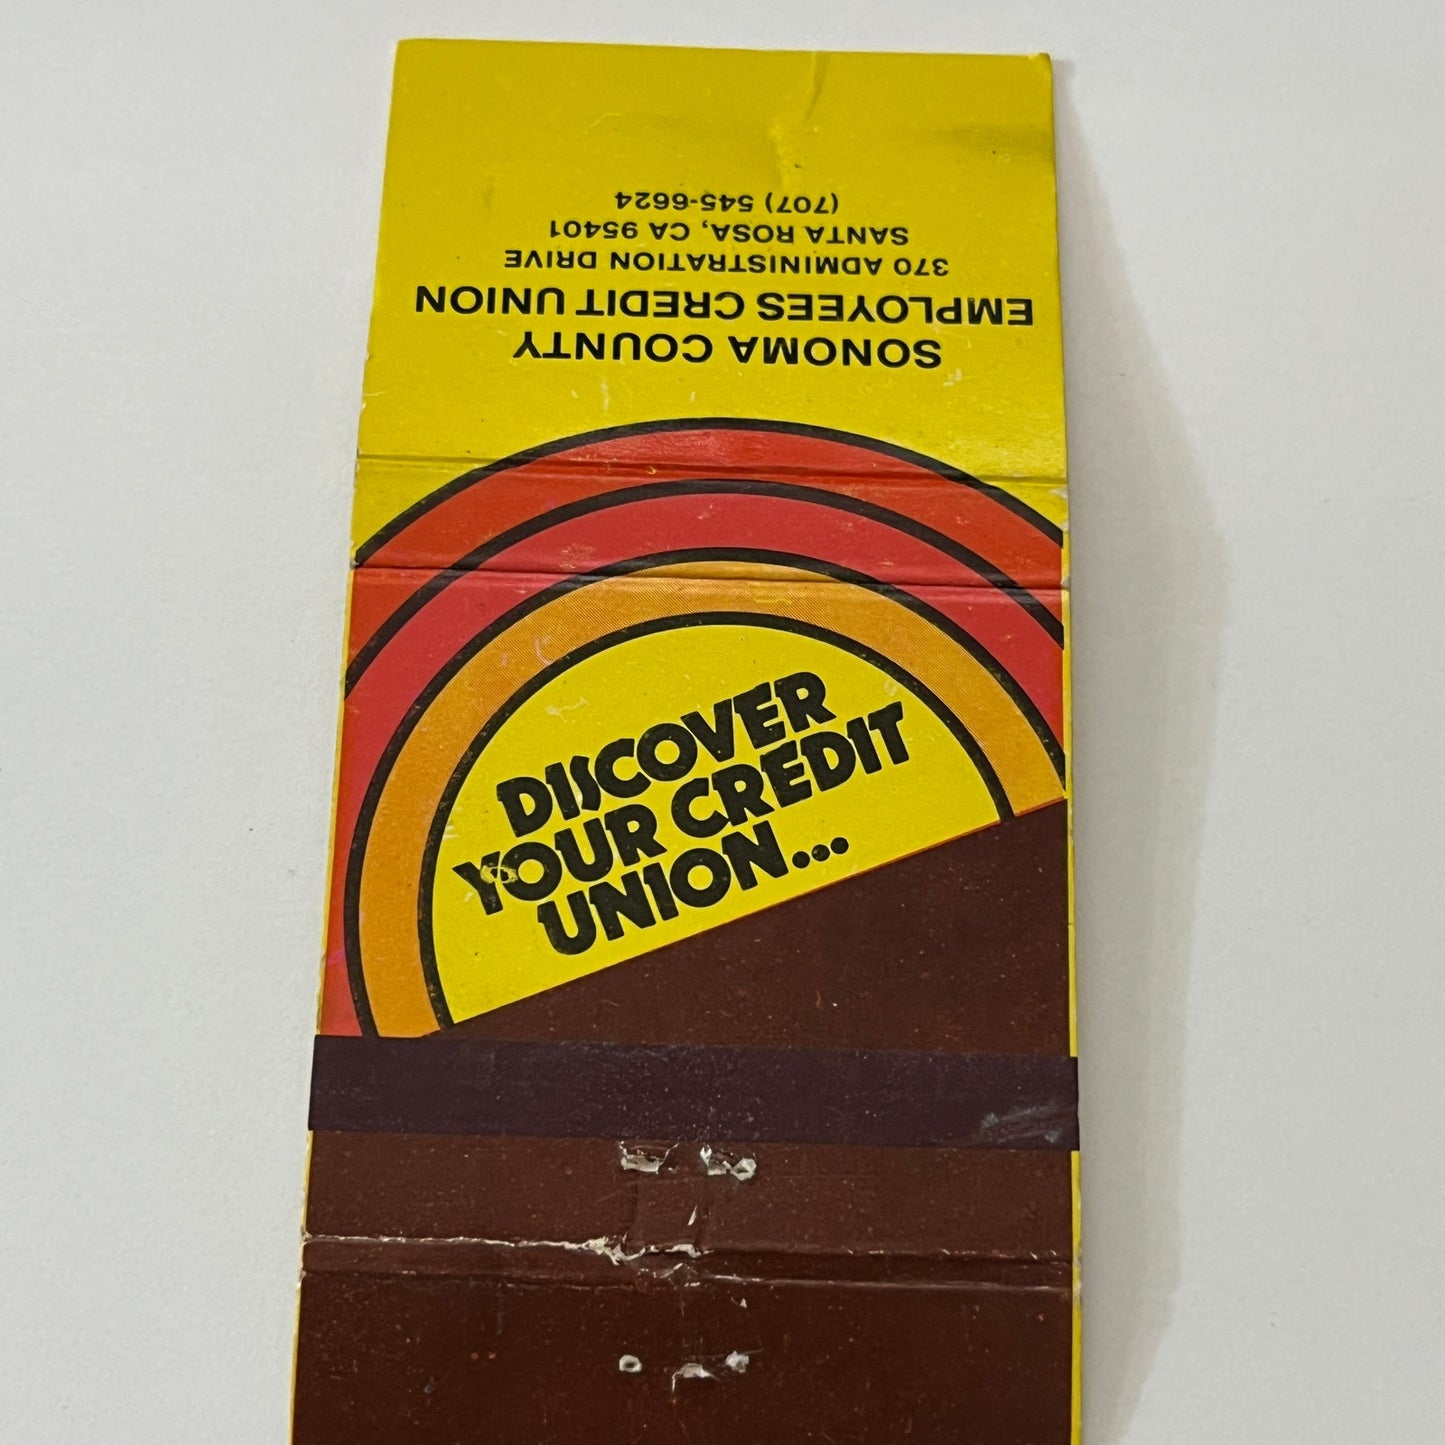 SONOMA COUNTY
EMPLOYEES CREDIT UNION
370 ADMINISTRATION DRIVE
SANTA ROSA, CA 95401
(707) 545-6624
DISCOVER
YOUR CREDIT
UNION...